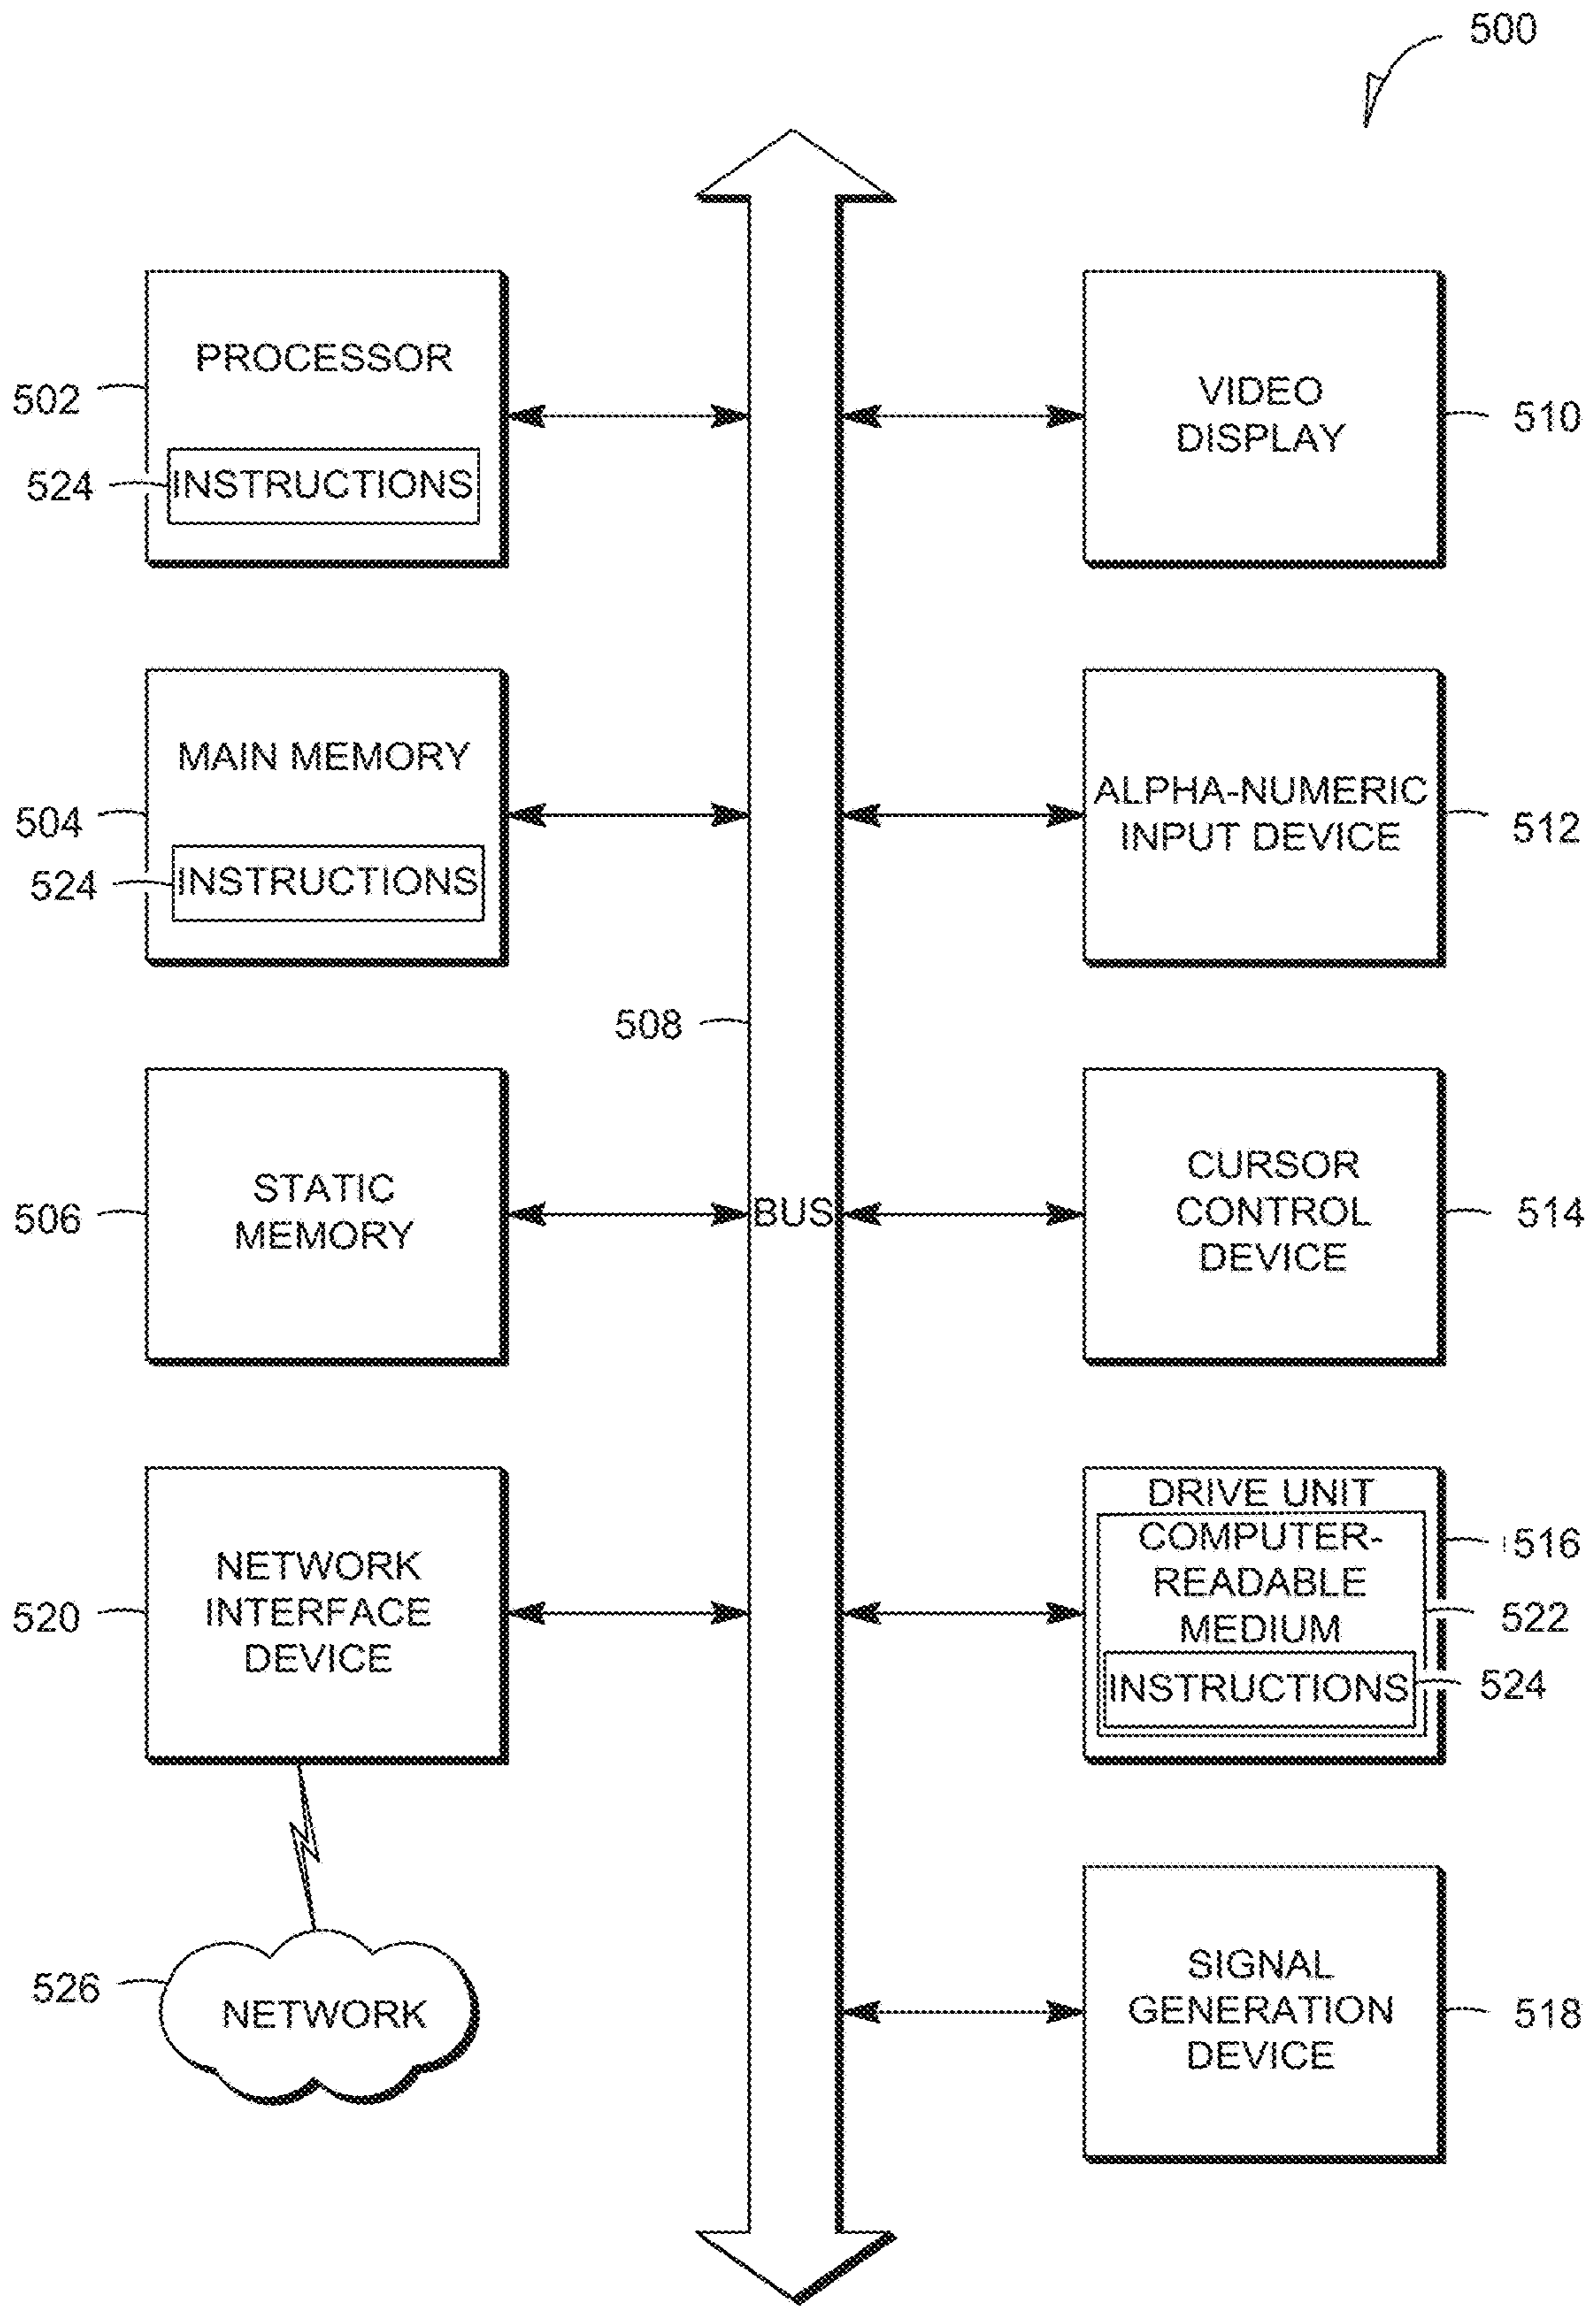 500
PROCESSOR
502
524
INSTRUCTIONS
VIDEO
DISPLAY
510
MAIN MEMORY
504
524
INSTRUCTIONS
ALPHA-NUMERIC
INPUT DEVICE
512
508
STATIC
MEMORY
506
BUS
CURSOR
CONTROL
DEVICE
514
NETWORK
INTERFACE
DEVICE
520
DRIVE UNIT
COMPUTER-
READABLE
MEDIUM
INSTRUCTIONS
516
522
524
526
NETWORK
SIGNAL
GENERATION
DEVICE
518